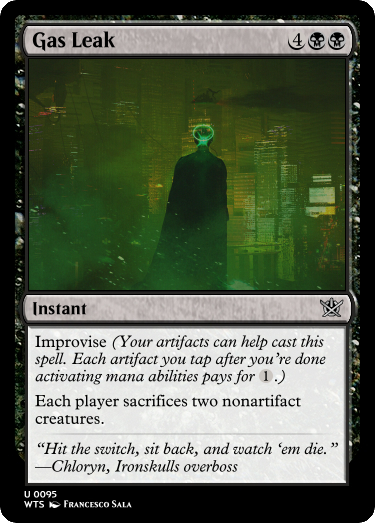 Gas Leak 4
Instant
Improvise (Your artifacts can help cast this
spell. Each artifact you tap after you're done
activating mana abilities pays for 1.)
Each player sacrifices two nonartifact
creatures.
"Hit the switch, sit back, and watch 'em die."
—Chloryn, Ironskulls overboss
U 0095
WTS Francesco Sala